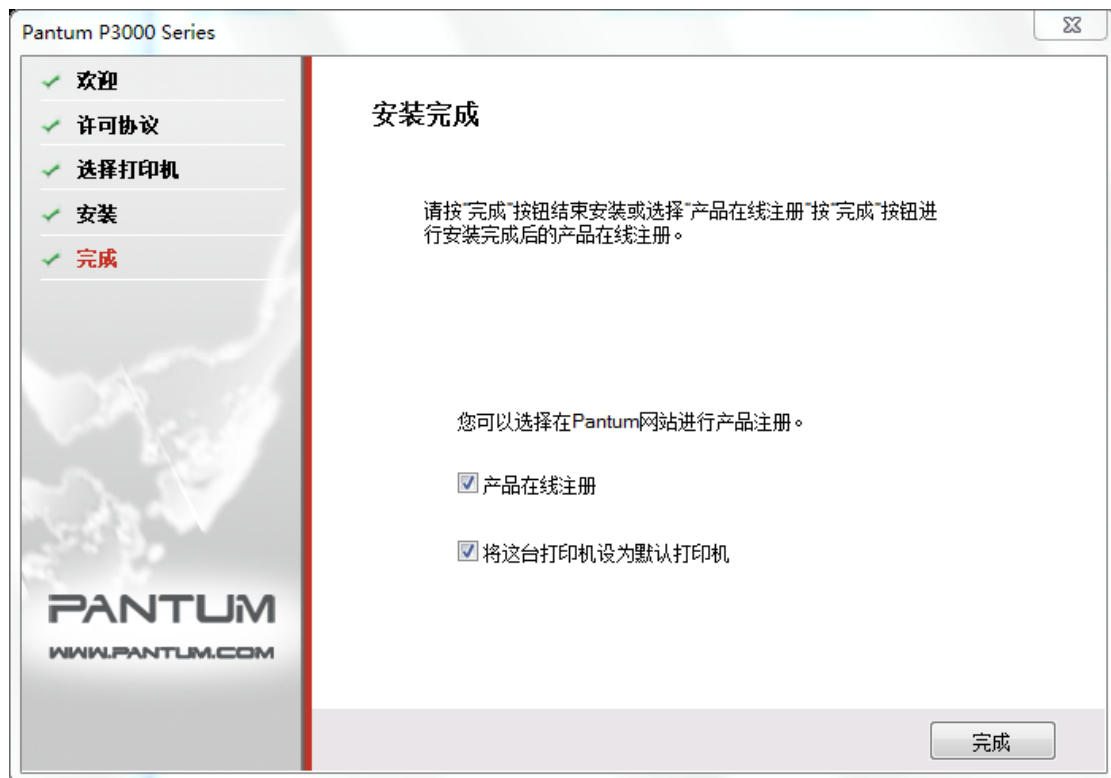 Pantum P3000 Series
欢迎
许可协议
选择打印机
安装
完成
安装完成
请按"完成"按钮结束安装或选择"产品在线注册"按"完成"按钮进
行安装完成后的产品在线注册。
您可以选择在Pantum网站进行产品注册。
产品在线注册
将这台打印机设为默认打印机
PANTUM
WWW.PANTUM.COM
完成